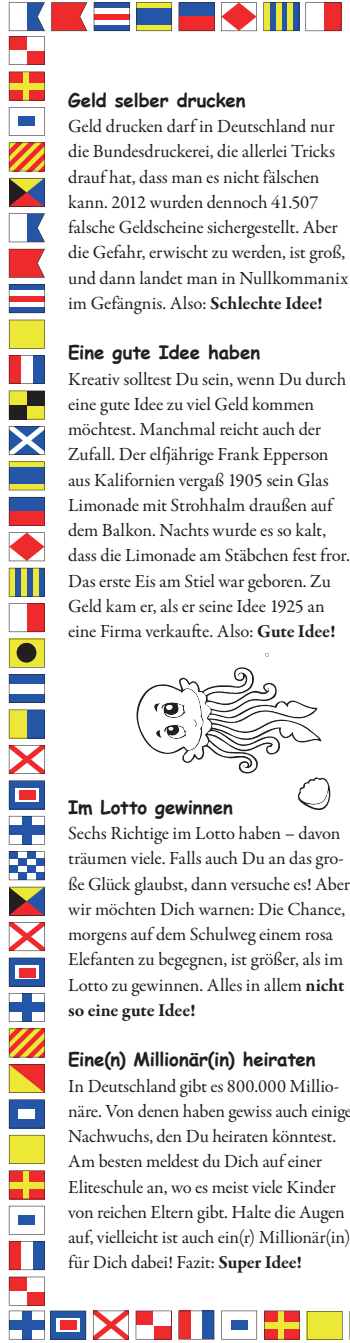 Geld selber drucken
Geld drucken darf in Deutschland nur
die Bundesdruckerei, die allerlei Tricks
drauf hat, dass man es nicht fälschen
kann. 2012 wurden dennoch 41.507
falsche Geldscheine sichergestellt. Aber
die Gefahr, erwischt zu werden, ist groß,
und dann landet man in Nullkommanix
im Gefängnis. Also: Schlechte Idee!
Eine gute Idee haben
Kreativ solltest Du sein, wenn Du durch
eine gute Idee zu viel Geld kommen
möchtest. Manchmal reicht auch der
Zufall. Der elfjährige Frank Epperson
aus Kalifornien vergaß 1905 sein Glas
Limonade mit Strohhalm draußen auf
dem Balkon. Nachts wurde es so kalt,
dass die Limonade am Stäbchen fest fror.
Das erste Eis am Stiel war geboren. Zu
Geld kam er, als er seine Idee 1925 an
eine Firma verkaufte. Also: Gute Idee!
Im Lotto gewinnen
Sechs Richtige im Lotto haben – davon
träumen viele. Falls auch Du an das gro-
ße Glück glaubst, dann versuche es! Aber
wir möchten Dich warnen: Die Chance,
morgens auf dem Schulweg einem rosa
Elefanten zu begegnen, ist größer, als im
Lotto zu gewinnen. Alles in allem nicht
so eine gute Idee!
Eine(n) Millionär(in) heiraten
In Deutschland gibt es 800.000 Millio-
näre. Von denen haben gewiss auch einige
Nachwuchs, den Du heiraten könntest.
Am besten meldest du Dich auf einer
Eliteschule an, wo es meist viele Kinder
von reichen Eltern gibt. Halte die Augen
auf, vielleicht ist auch ein(r) Millionär(in)
für Dich dabei! Fazit: Super Idee!